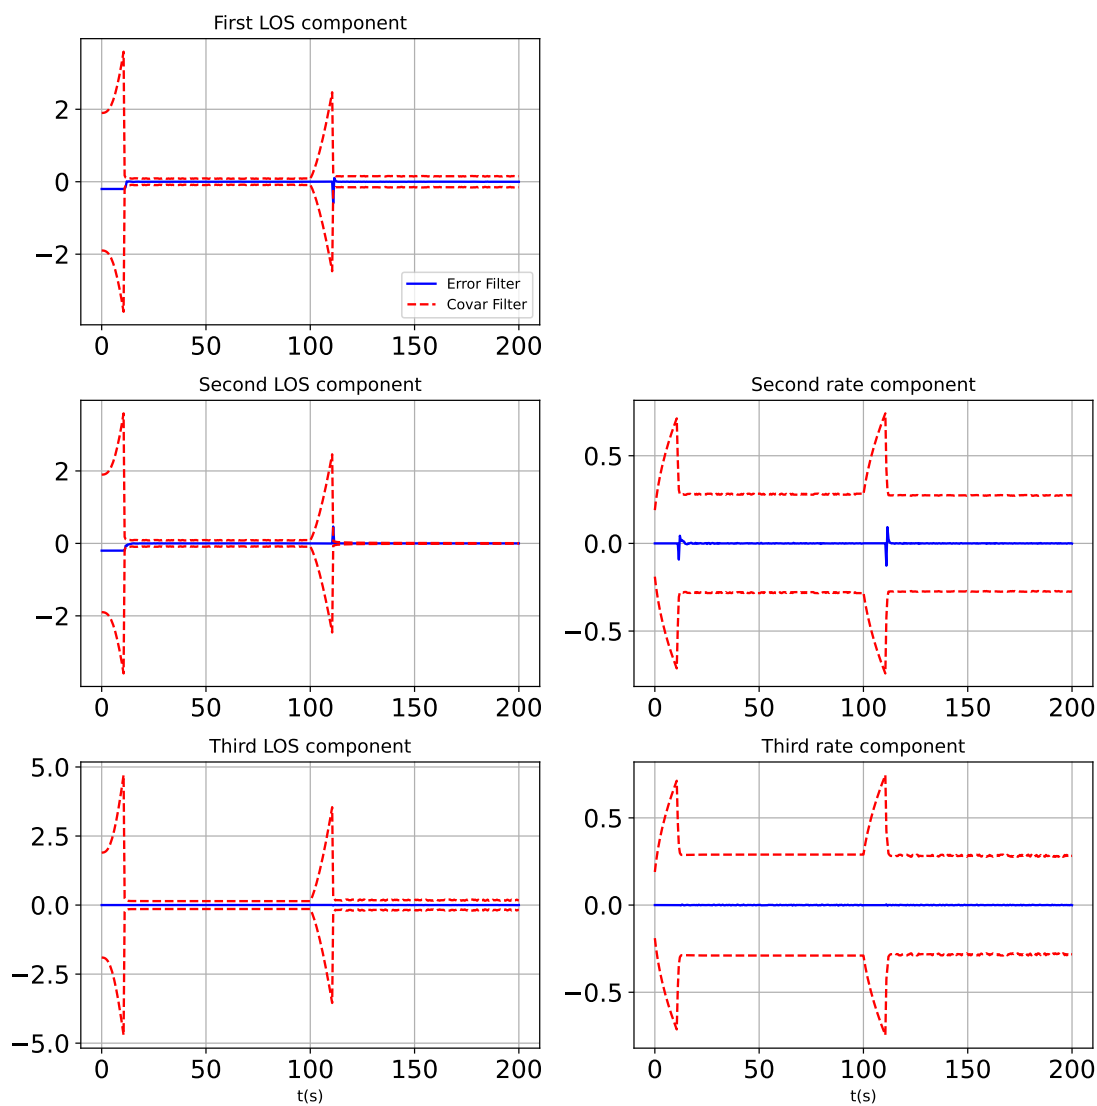 First LOS component
2
0
−2
Error Filter
Covar Filter
0 50 100 150 200
Second LOS component
2
0
−2
0 50 100 150 200
Second rate component
0.5
0.0
−0.5
0 50 100 150 200
Third LOS component
5.0
2.5
0.0
−2.5
−5.0
0 50 100 150 200
t(s)
Third rate component
0.5
0.0
−0.5
0 50 100 150 200
t(s)